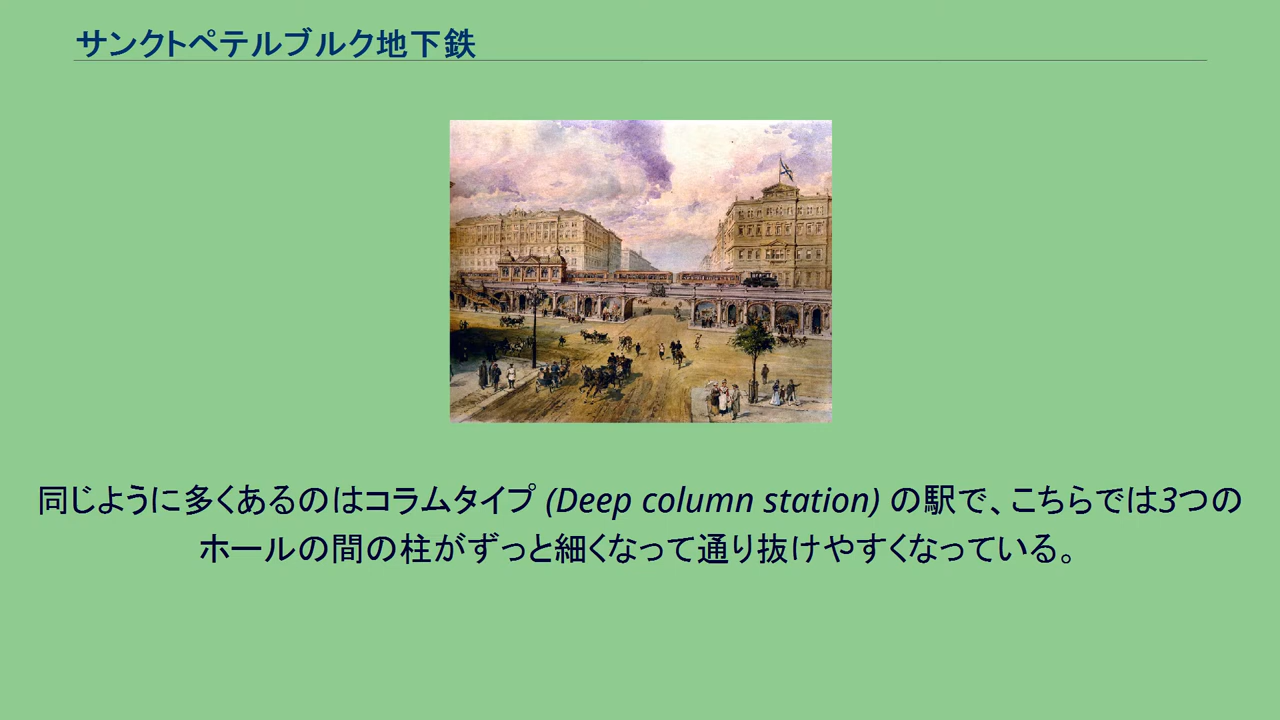 サンクトペテルブルク地下鉄
同じように多くあるのはコラムタイプ (Deep column station) の駅で、こちらでは3つの
ホールの間の柱がずっと細くなって通り抜けやすくなっている。